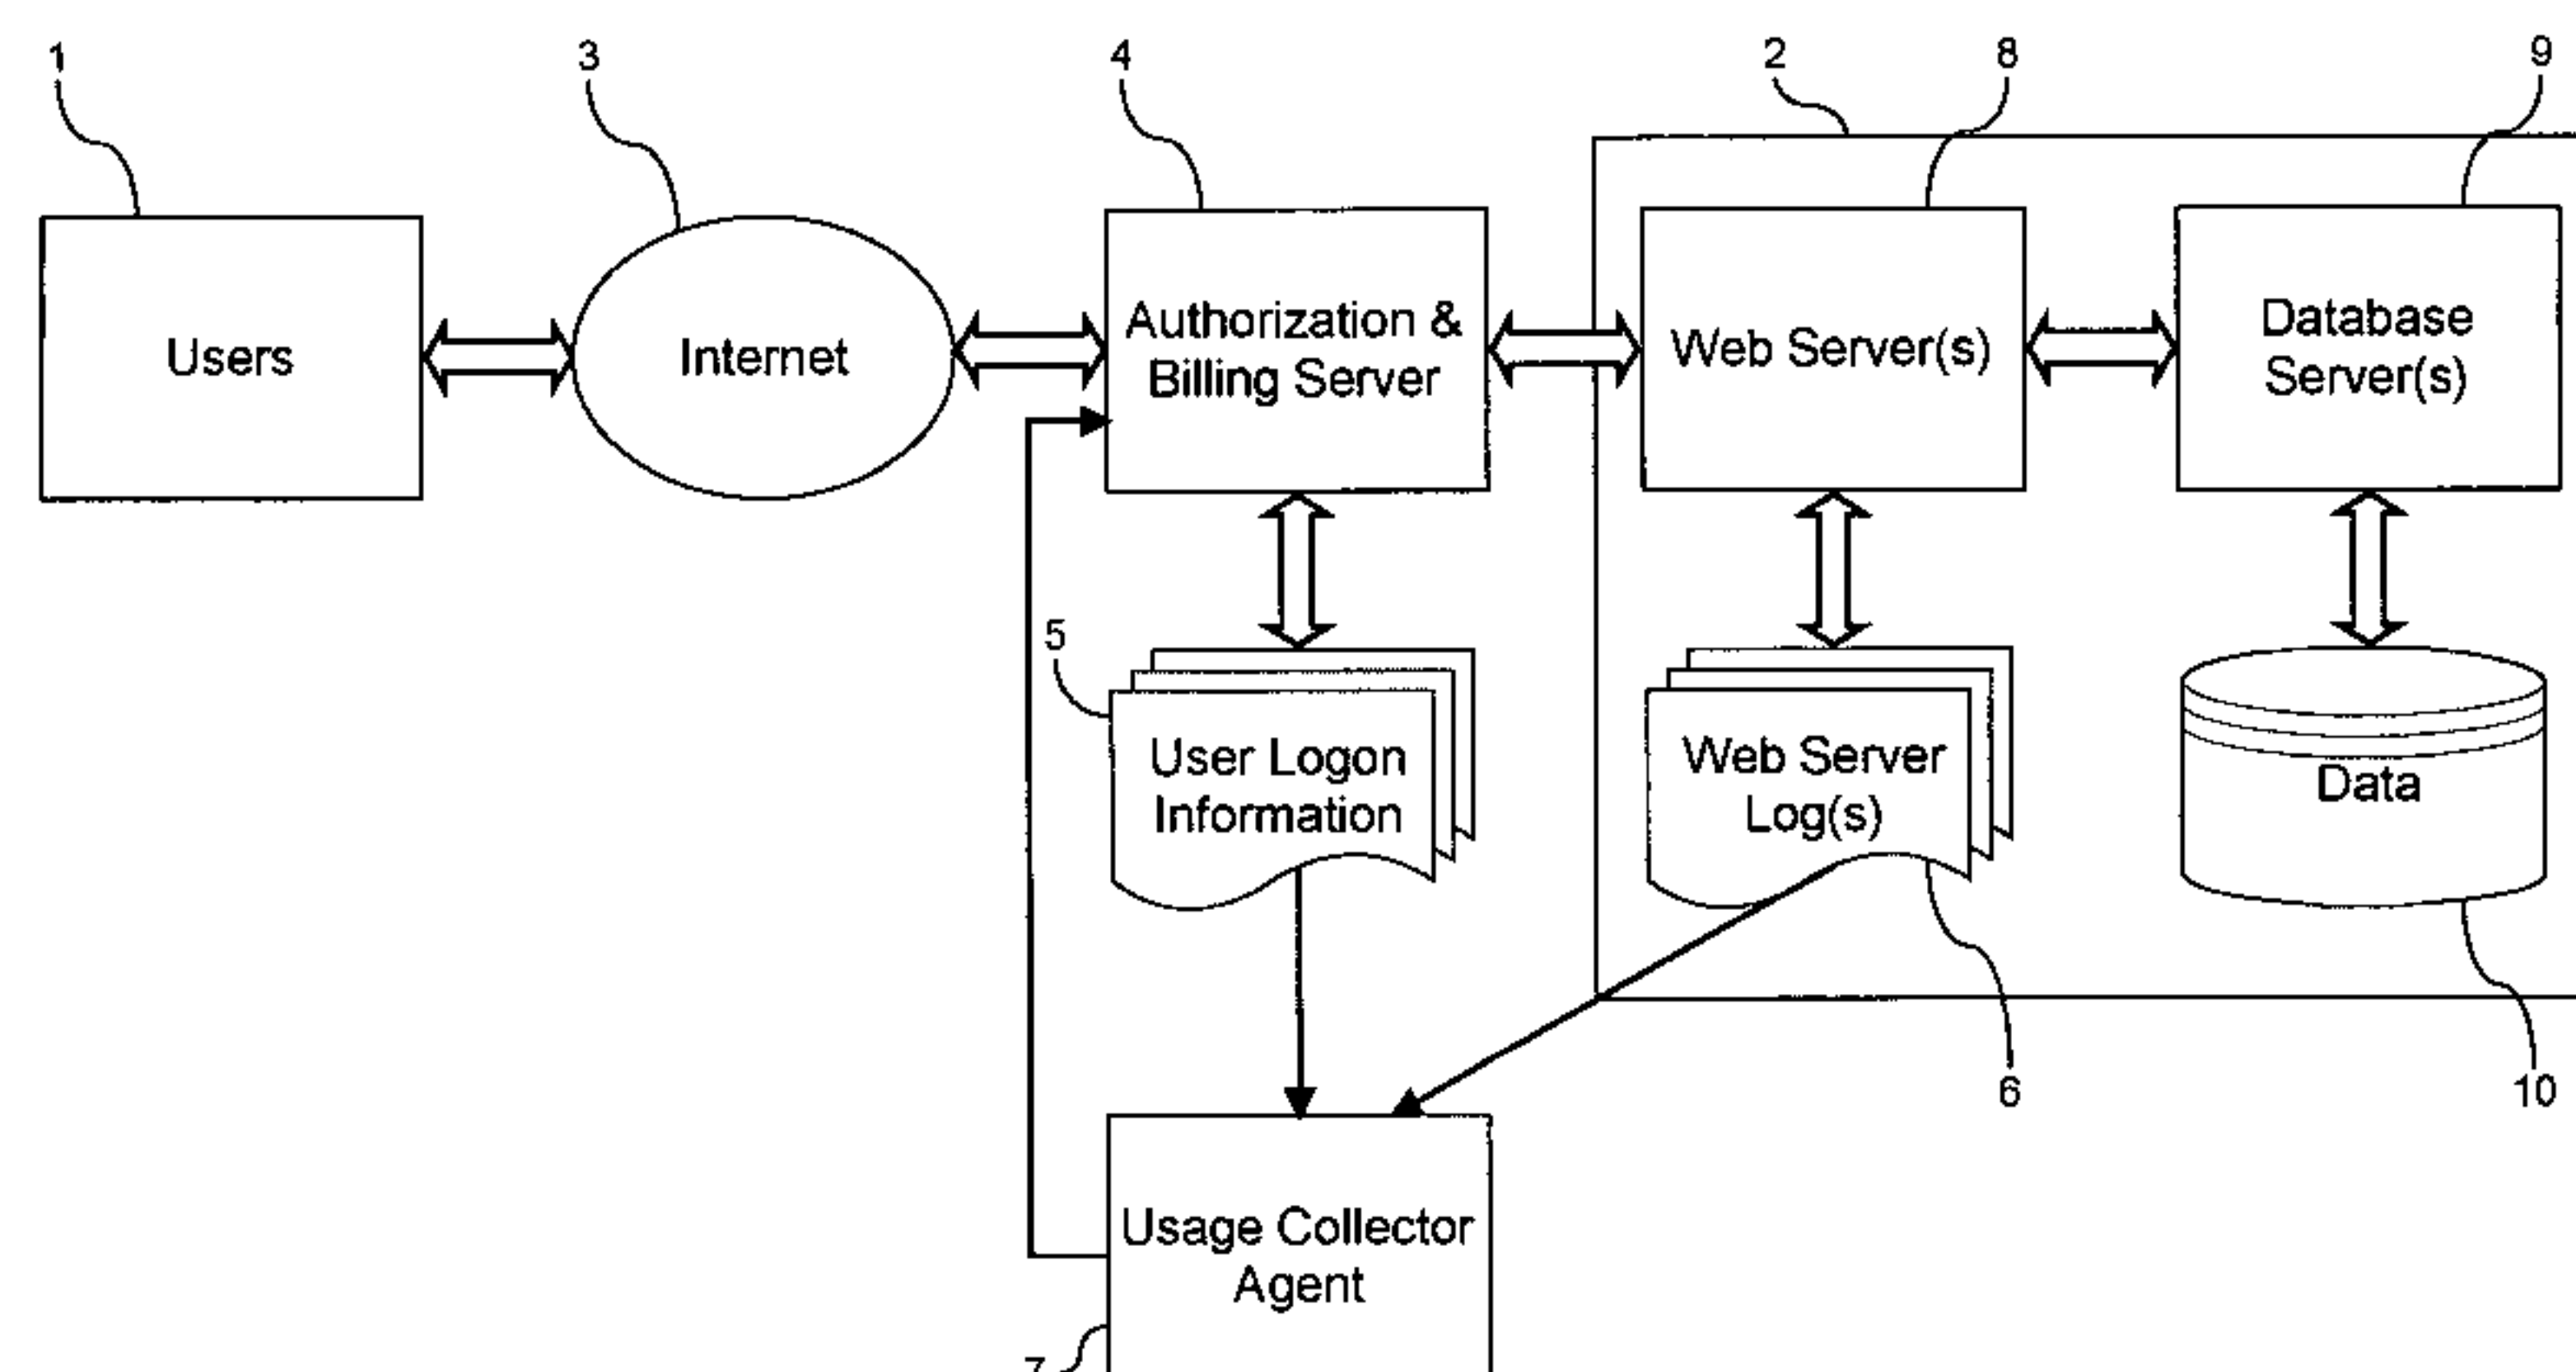 1
3
4
2
8
9
Users
Internet
Authorization &
Billing Server
Web Server(s)
Database
Server(s)
5
User Logon
Information
Web Server
Log(s)
Data
6
10
Usage Collector
Agent
7